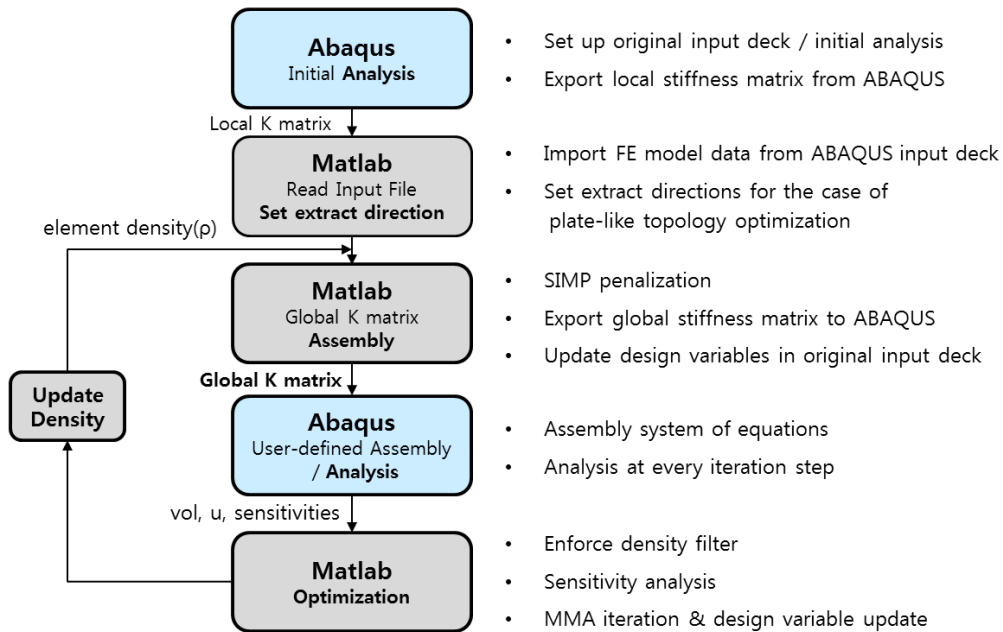 Abaqus
Initial Analysis
• Set up original input deck / initial analysis
• Export local stiffness matrix from ABAQUS
Local K matrix
Matlab
Read Input File
Set extract direction
• Import FE model data from ABAQUS input deck
• Set extract directions for the case of
plate-like topology optimization
element density(ρ)
Matlab
Global K matrix
Assembly
• SIMP penalization
• Export global stiffness matrix to ABAQUS
• Update design variables in original input deck
Global K matrix
Update
Density
Abaqus
User-defined Assembly
/ Analysis
• Assembly system of equations
• Analysis at every iteration step
vol, u, sensitivities
Matlab
Optimization
• Enforce density filter
• Sensitivity analysis
• MMA iteration & design variable update